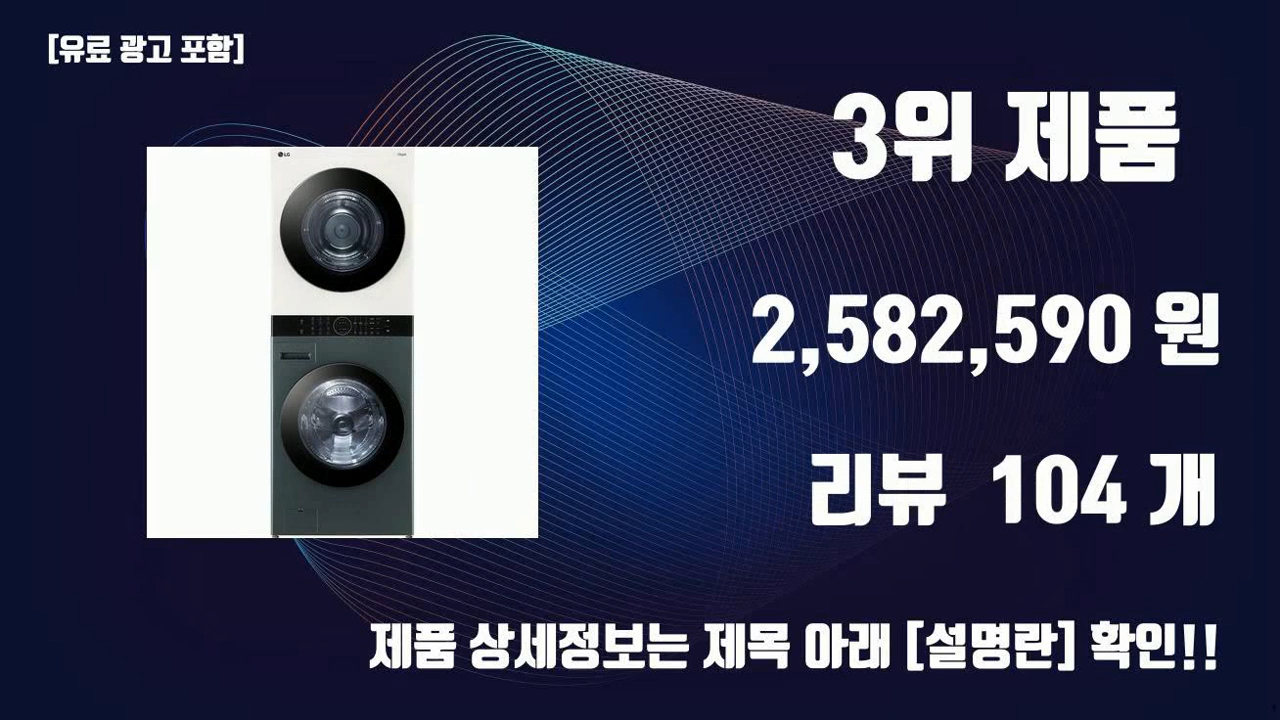 [유료 광고 포함]
3위 제품
LG
2,582,590 원
리뷰 104 개
제품 상세정보는 제목 아래 [설명란] 확인!!